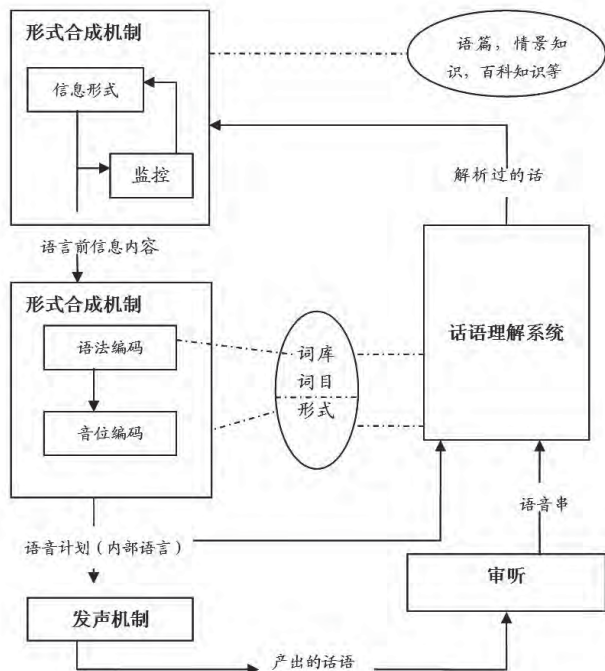 形式合成机制
信息形式
监控
语篇，情景知
识，百科知识等
解析过的话
语言前信息内容
形式合成机制
语法编码
音位编码
词库
词目
形式
话语理解系统
语音串
语音计划（内部语言）
审听
发声机制
产出的话语